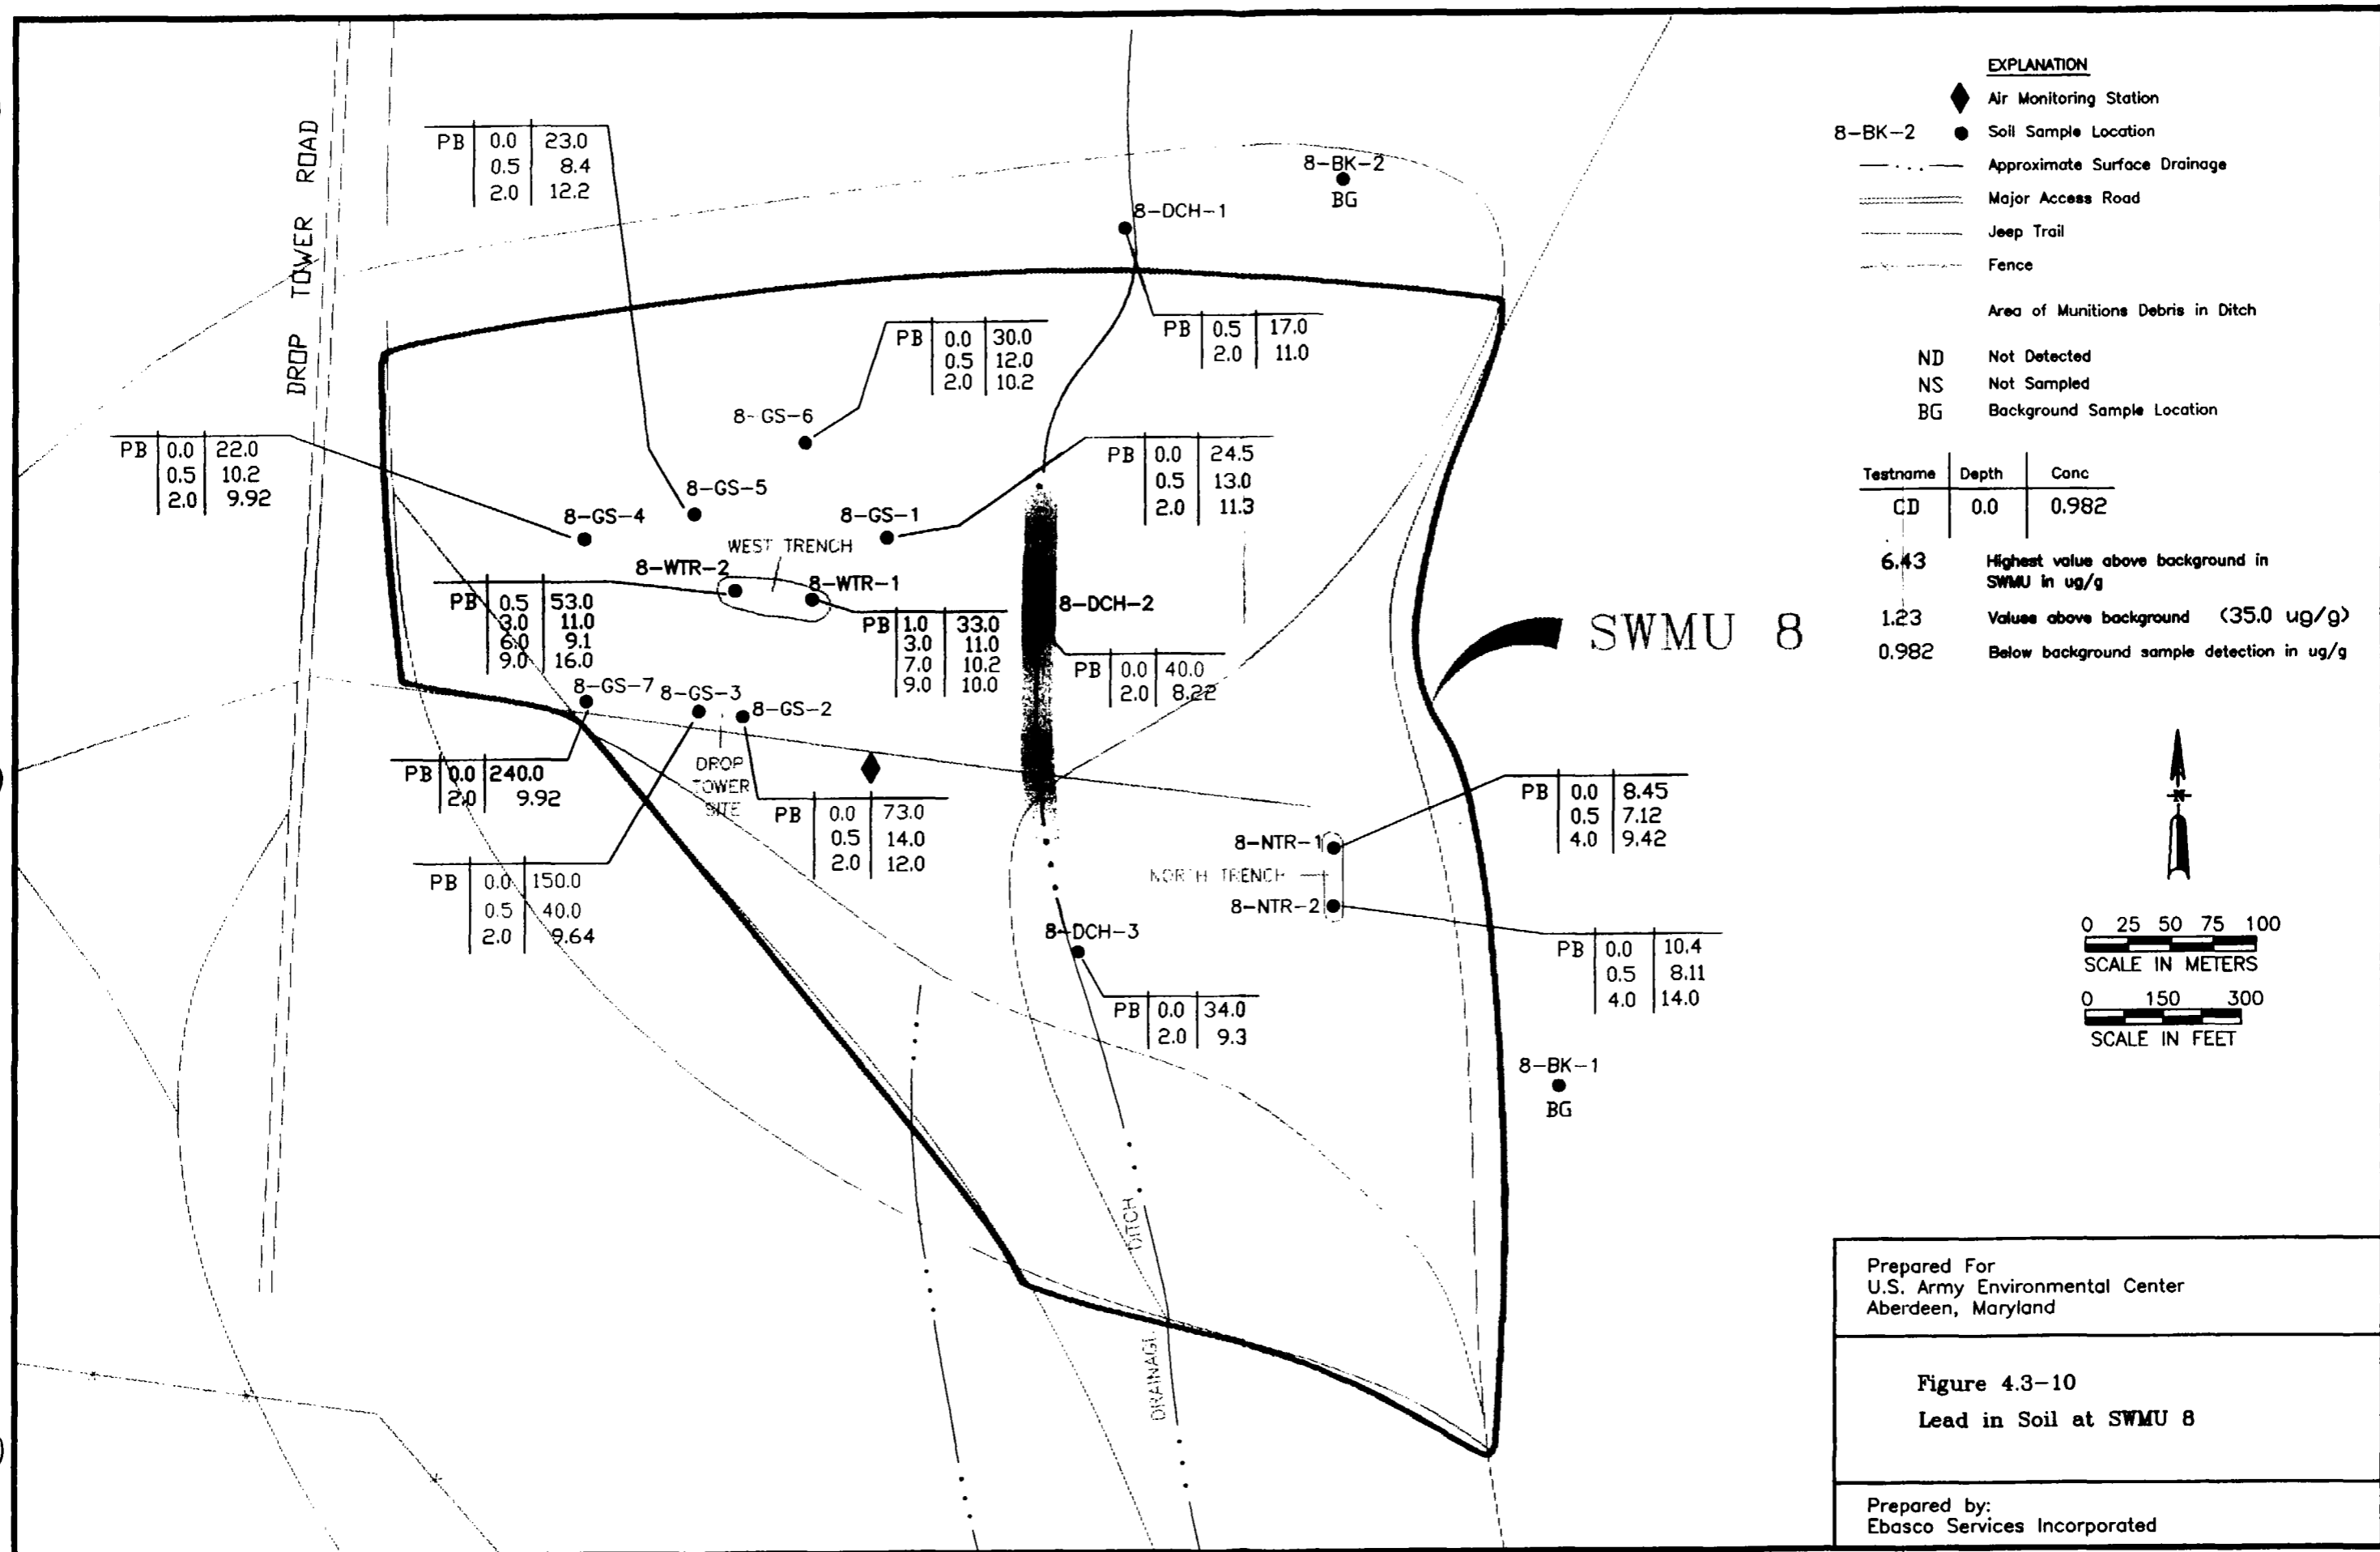 DROP TOWER ROAD
PB 0.0 23.0
0.5 8.4
2.0 12.2
8-BK-2
BG
8-DCH-1
PB 0.5 17.0
2.0 11.0
PB 0.0 30.0
0.5 12.0
2.0 10.2
8-GS-6
PB 0.0 22.0
0.5 10.2
2.0 9.92
PB 0.0 24.5
0.5 13.0
2.0 11.3
8-GS-5
8-GS-4
8-GS-1
WEST TRENCH
8-WTR-2
8-WTR-1
PB 0.5 53.0
3.0 11.0
6.0 9.1
9.0 16.0
PB 1.0 33.0
3.0 11.0
7.0 10.2
9.0 10.0
8-DCH-2
PB 0.0 40.0
2.0 8.22
SWMU 8
8-GS-7
8-GS-3
8-GS-2
DROP
TOWER
SITE
PB 0.0 240.0
2.0 9.92
PB 0.0 73.0
0.5 14.0
2.0 12.0
PB 0.0 150.0
0.5 40.0
2.0 9.64
PB 0.0 8.45
0.5 7.12
4.0 9.42
8-NTR-1
NORTH TRENCH
8-NTR-2
PB 0.0 10.4
0.5 8.11
4.0 14.0
8-DCH-3
PB 0.0 34.0
2.0 9.3
8-BK-1
BG
DRAINAGE DITCH
EXPLANATION
Air Monitoring Station
8-BK-2 Soil Sample Location
Approximate Surface Drainage
Major Access Road
Jeep Trail
Fence
Area of Munitions Debris in Ditch
ND Not Detected
NS Not Sampled
BG Background Sample Location
Testname Depth Conc
CD 0.0 0.982
6.43 Highest value above background in
SWMU in ug/g
1.23 Values above background (35.0 ug/g)
0.982 Below background sample detection in ug/g
N
0 25 50 75 100
SCALE IN METERS
0 150 300
SCALE IN FEET
Prepared For
U.S. Army Environmental Center
Aberdeen, Maryland
Figure 4.3-10
Lead in Soil at SWMU 8
Prepared by:
Ebasco Services Incorporated